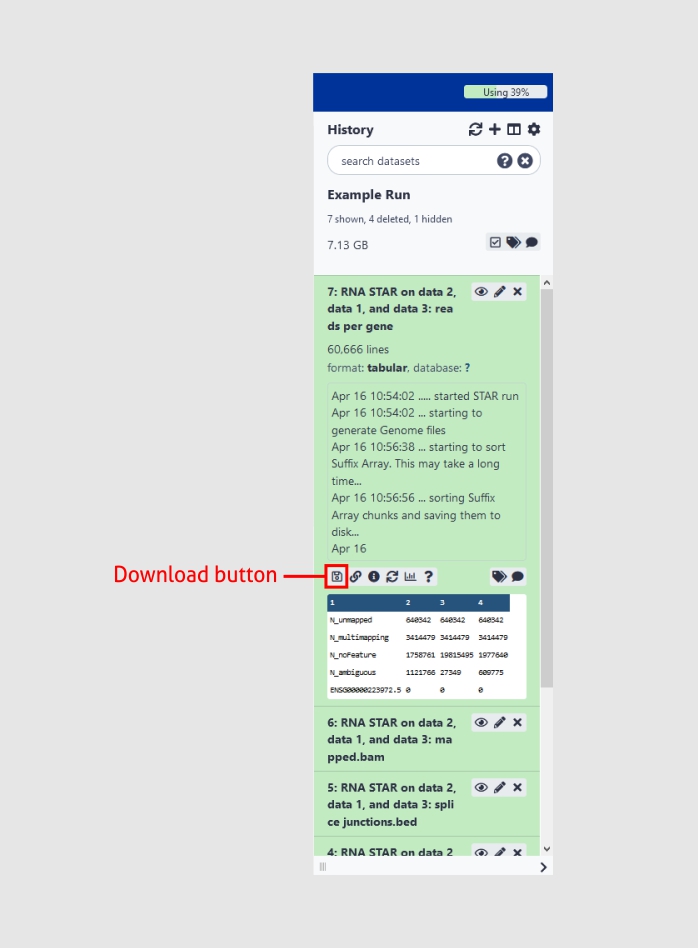 Using 39%
History
search datasets
Example Run
7 shown, 4 deleted, 1 hidden
7.13 GB
7: RNA STAR on data 2,
data 1, and data 3: rea
ds per gene
60,666 lines
format: tabular, database: ?
Apr 16 10:54:02 ..... started STAR run
Apr 16 10:54:02 ... starting to
generate Genome files
Apr 16 10:56:38 ... starting to sort
Suffix Array. This may take a long
time...
Apr 16 10:56:56 ... sorting Suffix
Array chunks and saving them to
disk...
Apr 16
Download button
1 2 3 4
N_unmapped 640342 640342 640342
N_multimapping 3414479 3414479 3414479
N_noFeature 1758761 19815495 1977640
N_ambiguous 1121766 27349 609775
ENSG00000223972.5 0 0 0
6: RNA STAR on data 2,
data 1, and data 3: ma
pped.bam
5: RNA STAR on data 2,
data 1, and data 3: spli
ce junctions.bed
4: RNA STAR on data 2